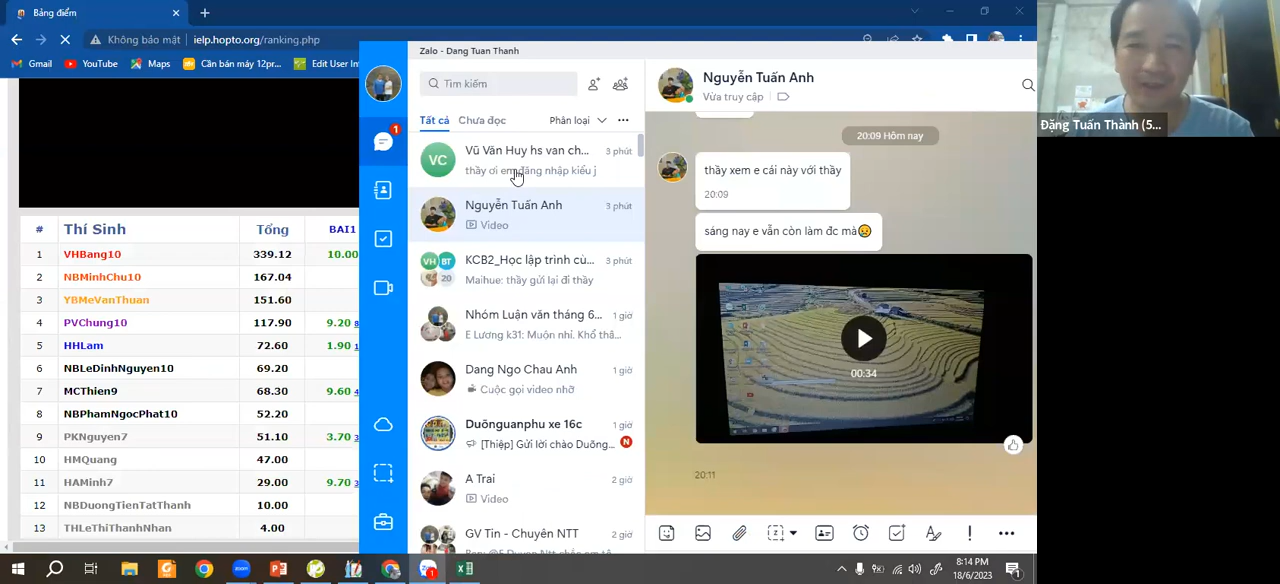 Bảng điểm
Không bảo mật
ielp.hopto.org/ranking.php
Gmail
YouTube
Maps
Cần bán máy 12pr...
Edit User In
#
Thí Sinh
Tổng
BAI1
1
VHBang10
339.12
10.00
2
NBMinhChu10
167.04
3
YBMeVanThuan
151.60
4
PVChung10
117.90
9.20
5
HHLam
72.60
1.90
6
NBLeDinhNguyen10
69.20
7
MCThien9
68.30
9.60
8
NBPhamNgocPhat10
52.20
9
PKNguyen7
51.10
3.70
10
HMQuang
47.00
11
HAMinh7
29.00
9.70
12
NBDuongTienTatThanh
10.00
13
THLeThiThanhNhan
4.00
Zalo - Dang Tuan Thanh
Tìm kiếm
1
Tất cả
Chưa đọc
Phân loại
VC
Vũ Văn Huy hs van ch...
3 phút
thầy ơi em đăng nhập kiểu j
Nguyễn Tuấn Anh
3 phút
Video
VH
BT
20
KCB2_Học lập trình cù...
3 phút
Maihue: thầy gửi lại đi thầy
Nhóm Luận văn tháng 6...
1 giờ
E Lương k31: Muộn nhỉ. Khổ thâ...
Dang Ngo Chau Anh
1 giờ
Cuộc gọi video nhỡ
Duõnguanphu xe 16c
1 giờ
[Thiệp] Gửi lời chào Duõng...
N
A Trai
2 giờ
Video
GV Tin - Chuyên NTT
2 giờ
Nguyễn Tuấn Anh
Vừa truy cập
20:09 Hôm nay
thầy xem e cái này với thầy
20:09
sáng nay e vẫn còn làm đc mà😥
00:34
20:11
Đặng Tuấn Thành (5...
8:14 PM
18/6/2023
1